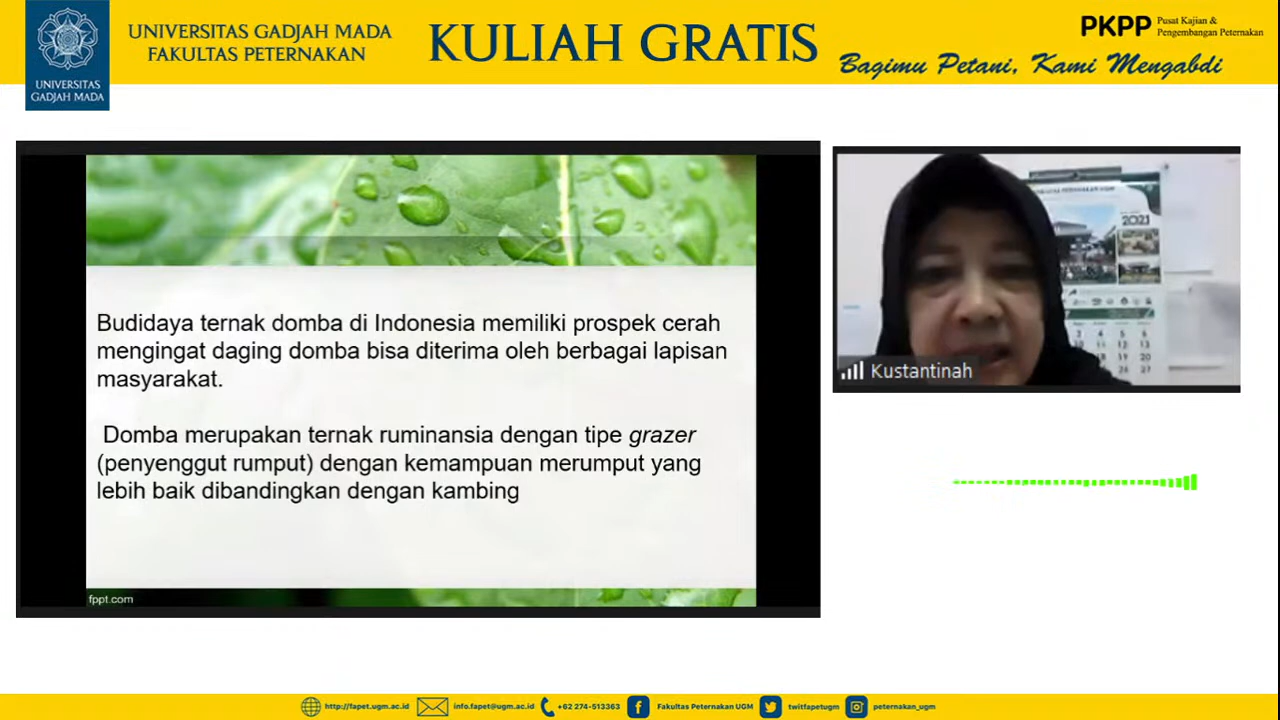 UNIVERSITAS GADJAH MADA
FAKULTAS PETERNAKAN
KULIAH GRATIS
PKPP
Pusat Kajian &
Pengembangan Peternakan
Bagimu Petani, Kami Mengabdi
UNIVERSITAS
GADJAH MADA
Budidaya ternak domba di Indonesia memiliki prospek cerah
mengingat daging domba bisa diterima oleh berbagai lapisan
masyarakat.
Domba merupakan ternak ruminansia dengan tipe grazer
(penyenggut rumput) dengan kemampuan merumput yang
lebih baik dibandingkan dengan kambing
fppt.com
2021
Kustantinah
http://fapet.ugm.ac.id
info.fapet@ugm.ac.id
+62 274-513363
Fakultas Peternakan UGM
twitfapetugm
peternakan_ugm